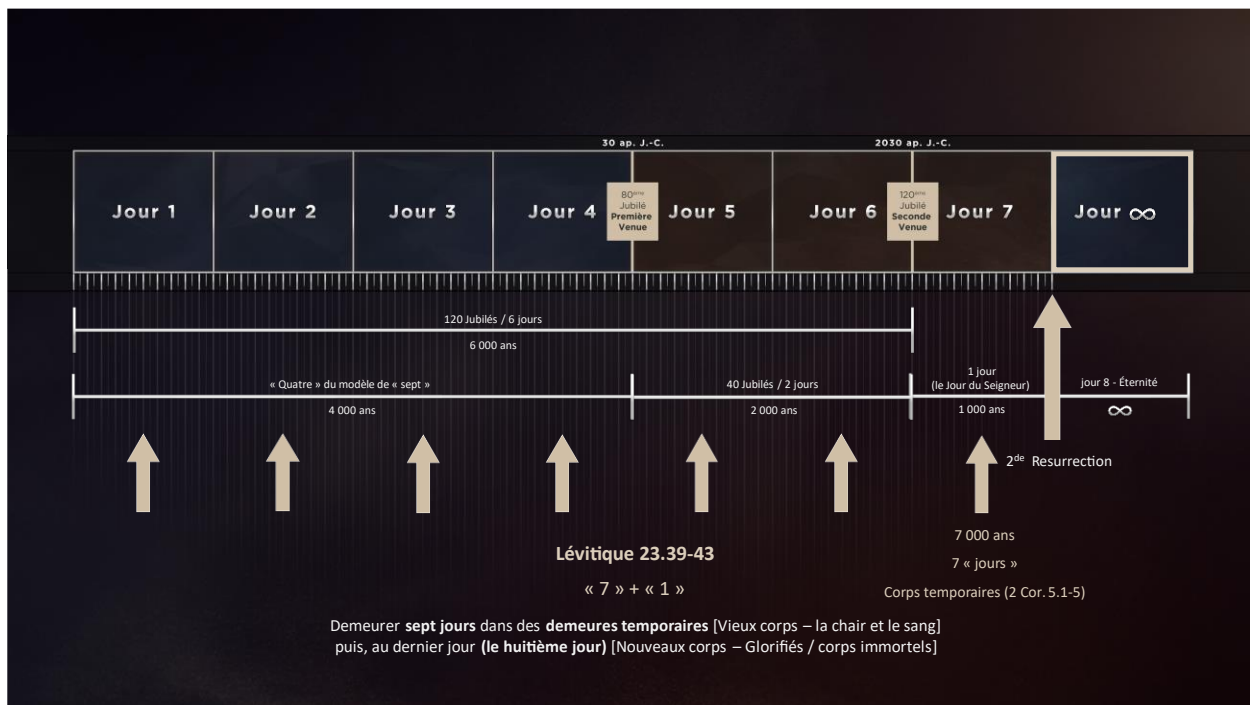 30 ap. J.-C.
2030 ap. J.-C.
Jour 1
Jour 2
Jour 3
Jour 4
80ème
Jubilé
Première
Venue
Jour 5
Jour 6
120ème
Jubilé
Seconde
Venue
Jour 7
Jour ∞
120 Jubilés / 6 jours
6 000 ans
« Quatre » du modèle de « sept »
4 000 ans
40 Jubilés / 2 jours
2 000 ans
1 jour
(le Jour du Seigneur)
1 000 ans
jour 8 - Éternité
∞
2de Resurrection
Lévitique 23.39-43
« 7 » + « 1 »
7 000 ans
7 « jours »
Corps temporaires (2 Cor. 5.1-5)
Demeurer sept jours dans des demeures temporaires [Vieux corps – la chair et le sang]
puis, au dernier jour (le huitième jour) [Nouveaux corps – Glorifiés / corps immortels]